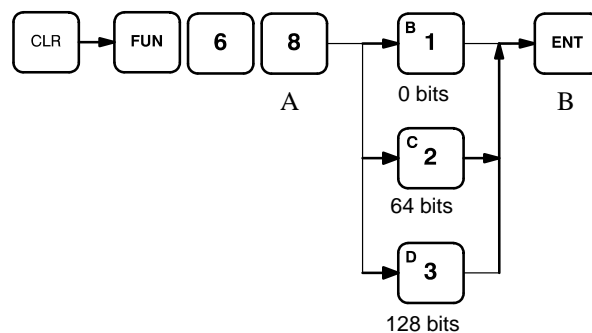 CLR FUN 6 8 B 1 ENT
0 bits
A B
C 2
64 bits
D 3
128 bits